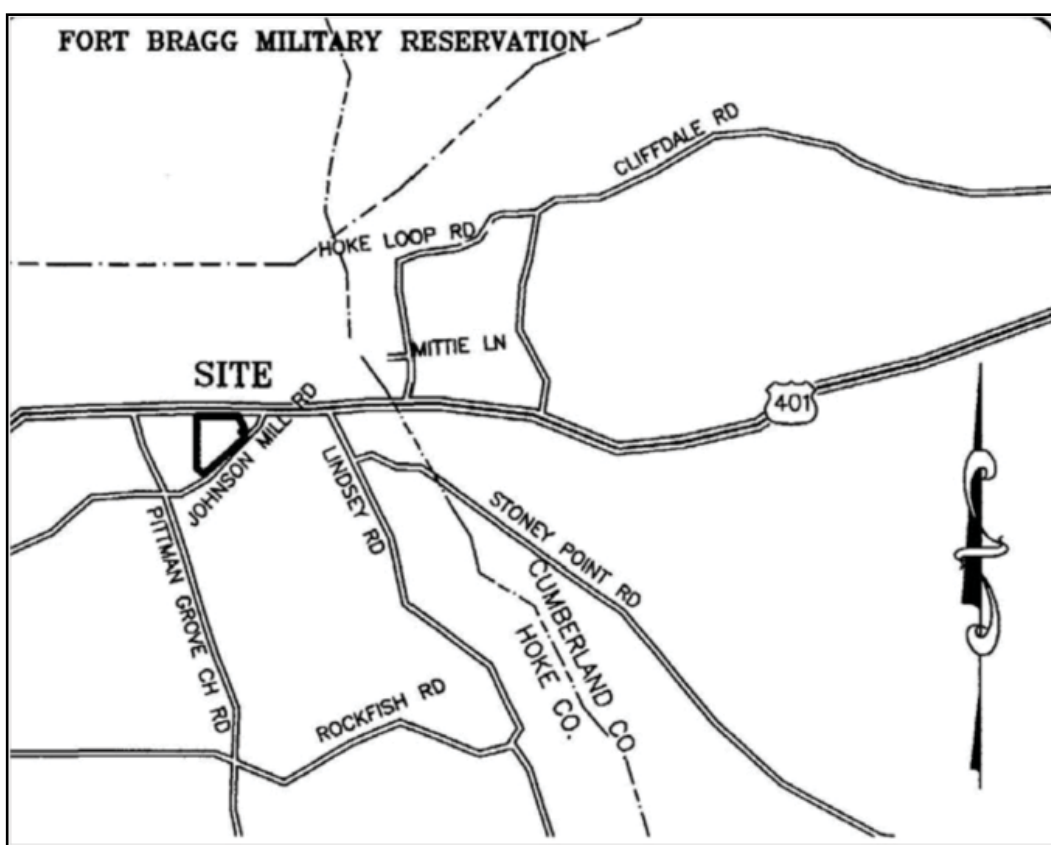 FORT BRAGG MILITARY RESERVATION
CLIFFDALE RD
HOKE LOOP RD
MITTIE LN
SITE
401
JOHNSON MILL RD
LINDSEY RD
STONEY POINT RD
PITTMAN GROVE CH RD
CUMBERLAND CO.
HOKE CO.
ROCKFISH RD